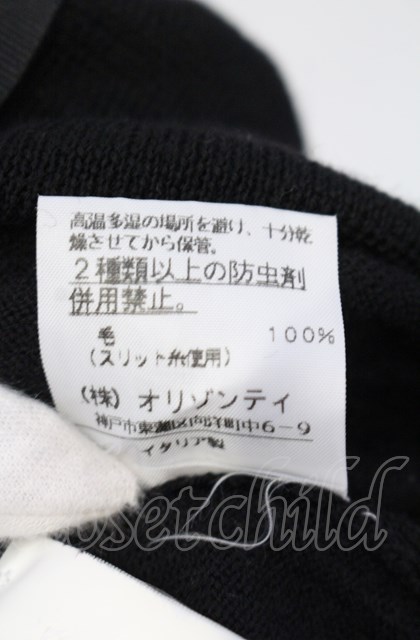 高温多湿の場所を避け、十分乾
燥させてから保管。
2種類以上の防虫剤
併用禁止。
毛 100%
(スリット糸使用)
(株)オリゾンティ
神戸市東灘区向洋町中6-9
イタリア製
closetchild